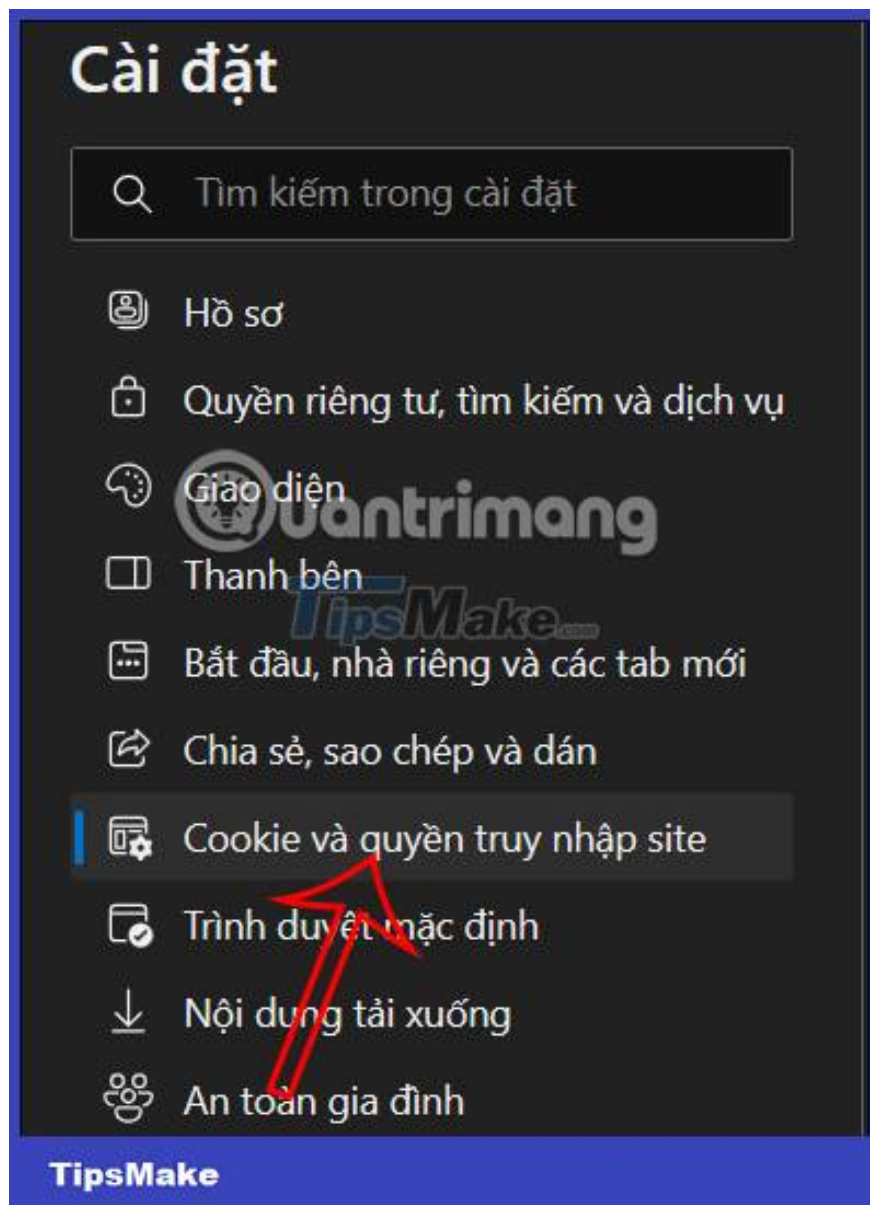 Cài đặt
Tìm kiếm trong cài đặt
Hồ sơ
Quyền riêng tư, tìm kiếm và dịch vụ
Giao diện
Quantrimang
Thanh bên
TipsMake.com
Bắt đầu, nhà riêng và các tab mới
Chia sẻ, sao chép và dán
Cookie và quyền truy nhập site
Trình duyệt mặc định
Nội dung tải xuống
An toàn gia đình
TipsMake